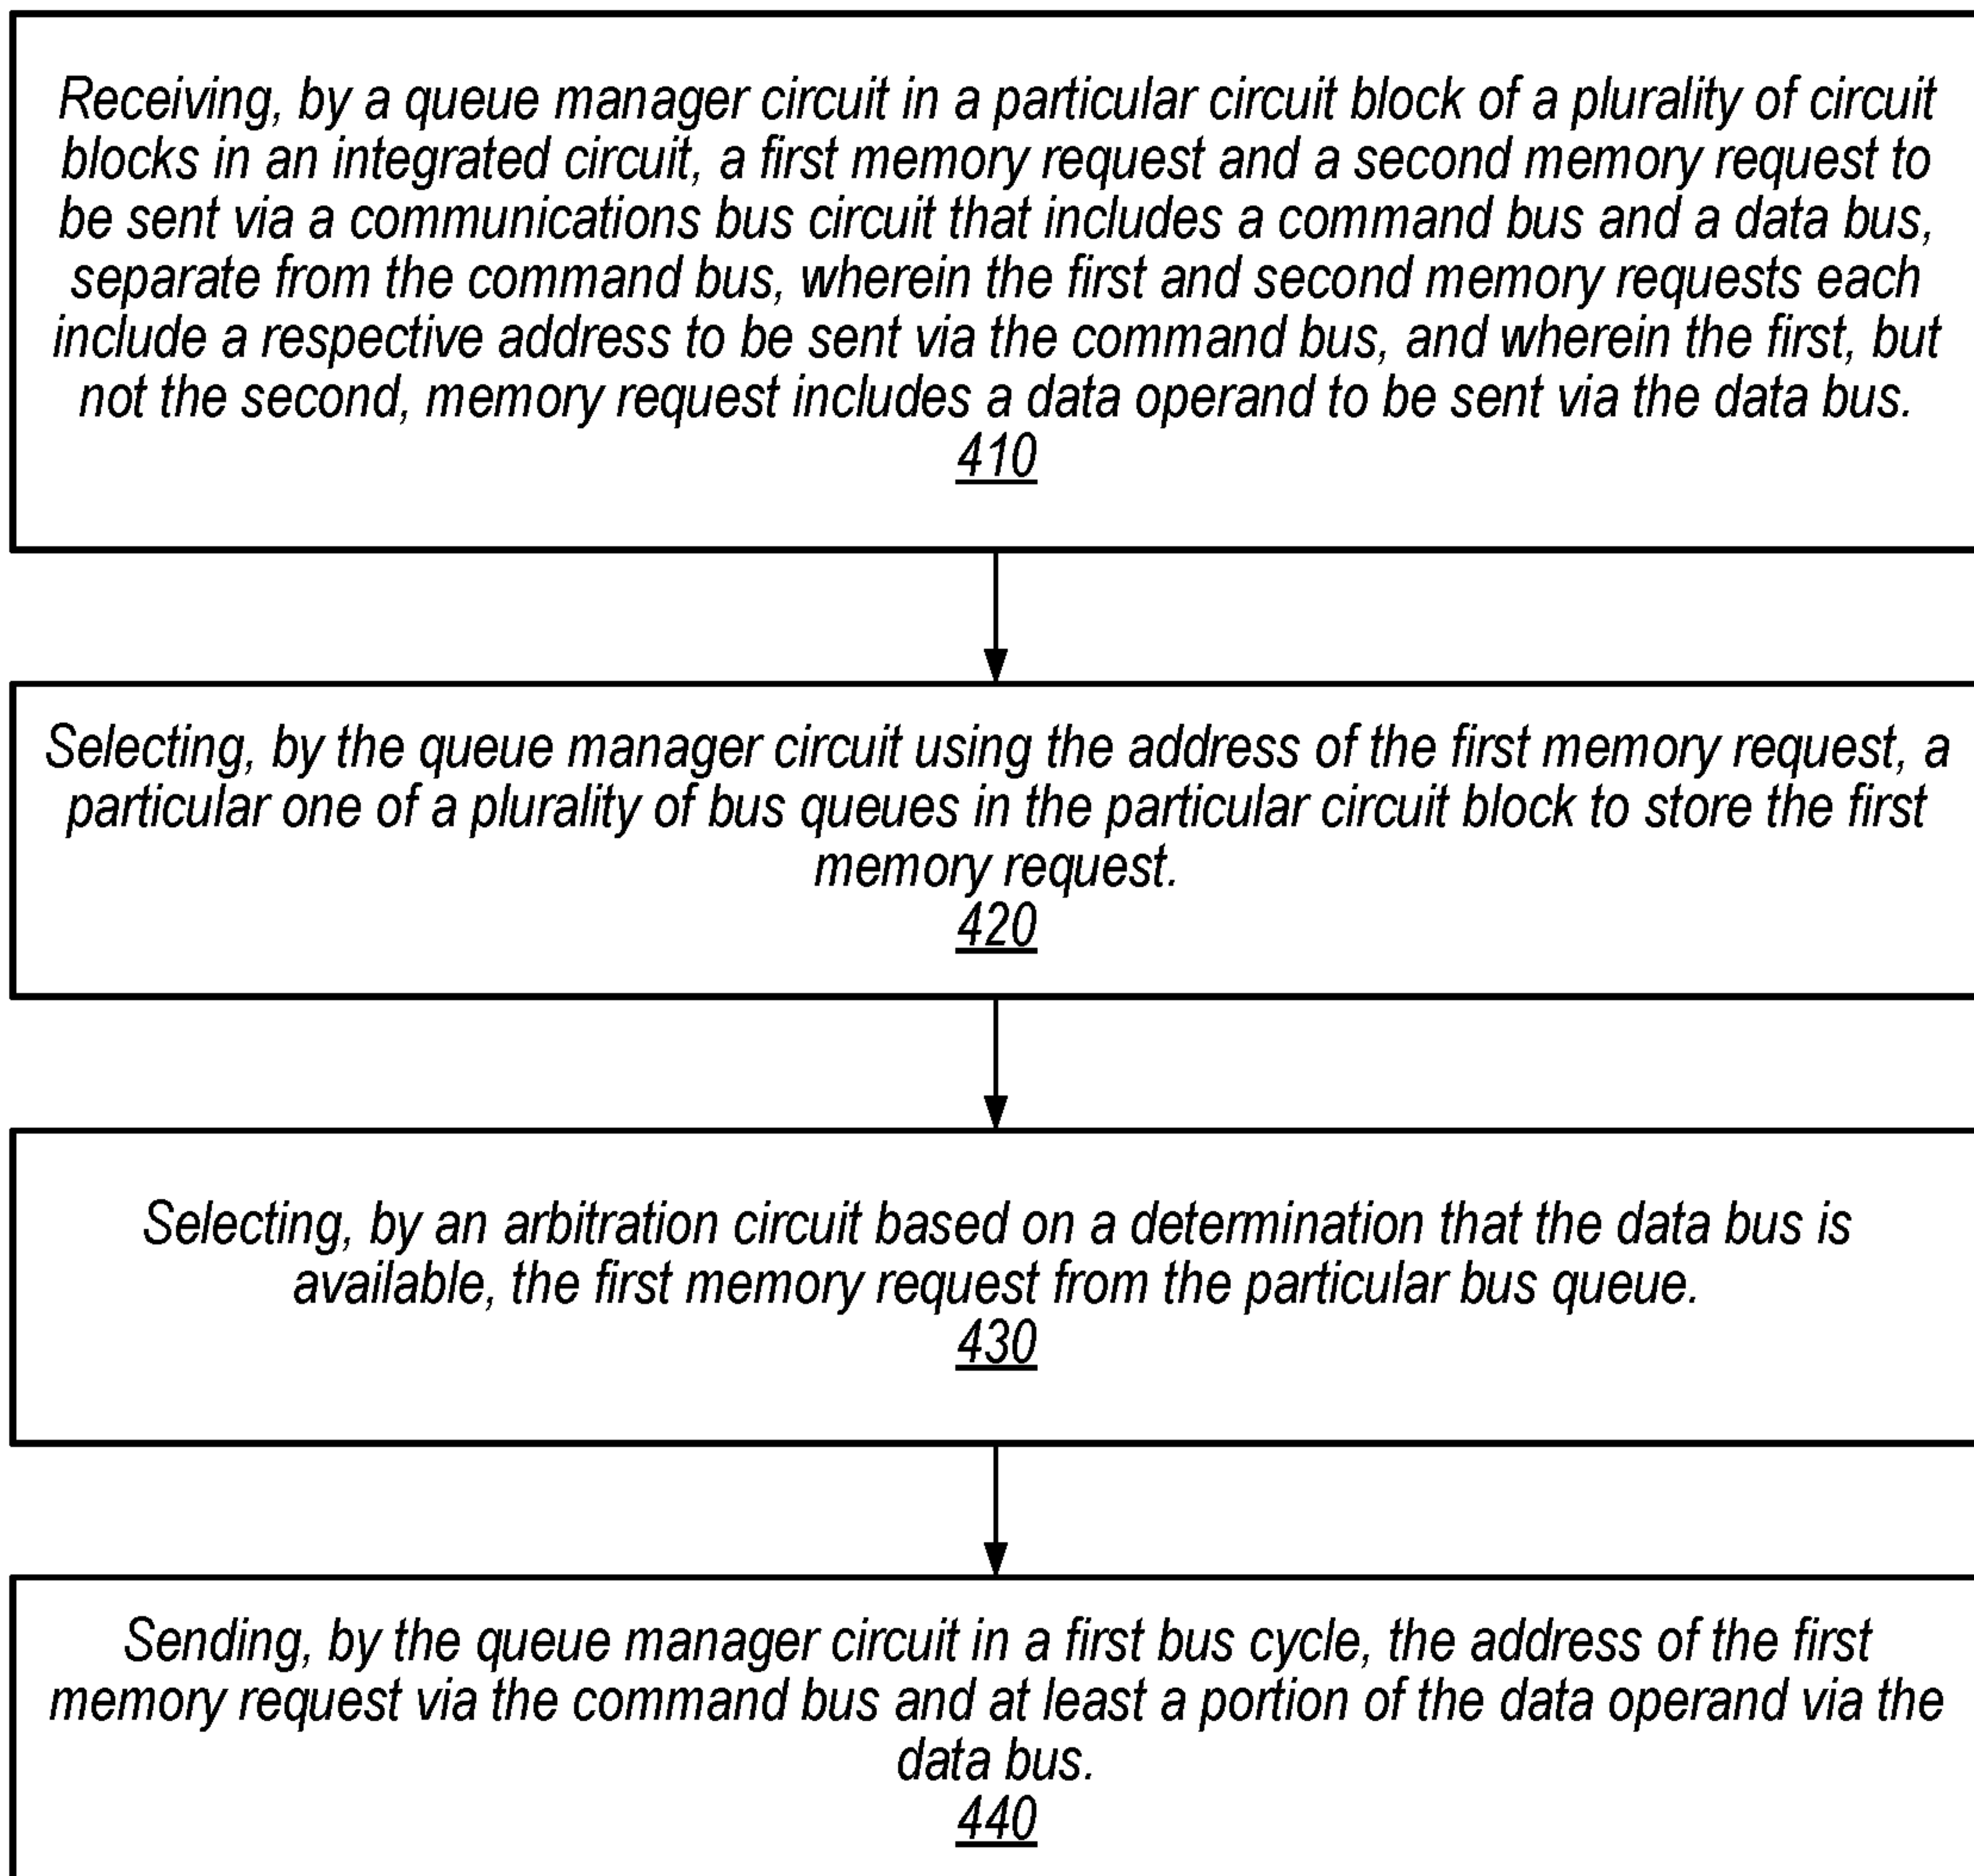 Receiving, by a queue manager circuit in a particular circuit block of a plurality of circuit
blocks in an integrated circuit, a first memory request and a second memory request to
be sent via a communications bus circuit that includes a command bus and a data bus,
separate from the command bus, wherein the first and second memory requests each
include a respective address to be sent via the command bus, and wherein the first, but
not the second, memory request includes a data operand to be sent via the data bus.
410
Selecting, by the queue manager circuit using the address of the first memory request, a
particular one of a plurality of bus queues in the particular circuit block to store the first
memory request.
420
Selecting, by an arbitration circuit based on a determination that the data bus is
available, the first memory request from the particular bus queue.
430
Sending, by the queue manager circuit in a first bus cycle, the address of the first
memory request via the command bus and at least a portion of the data operand via the
data bus.
440